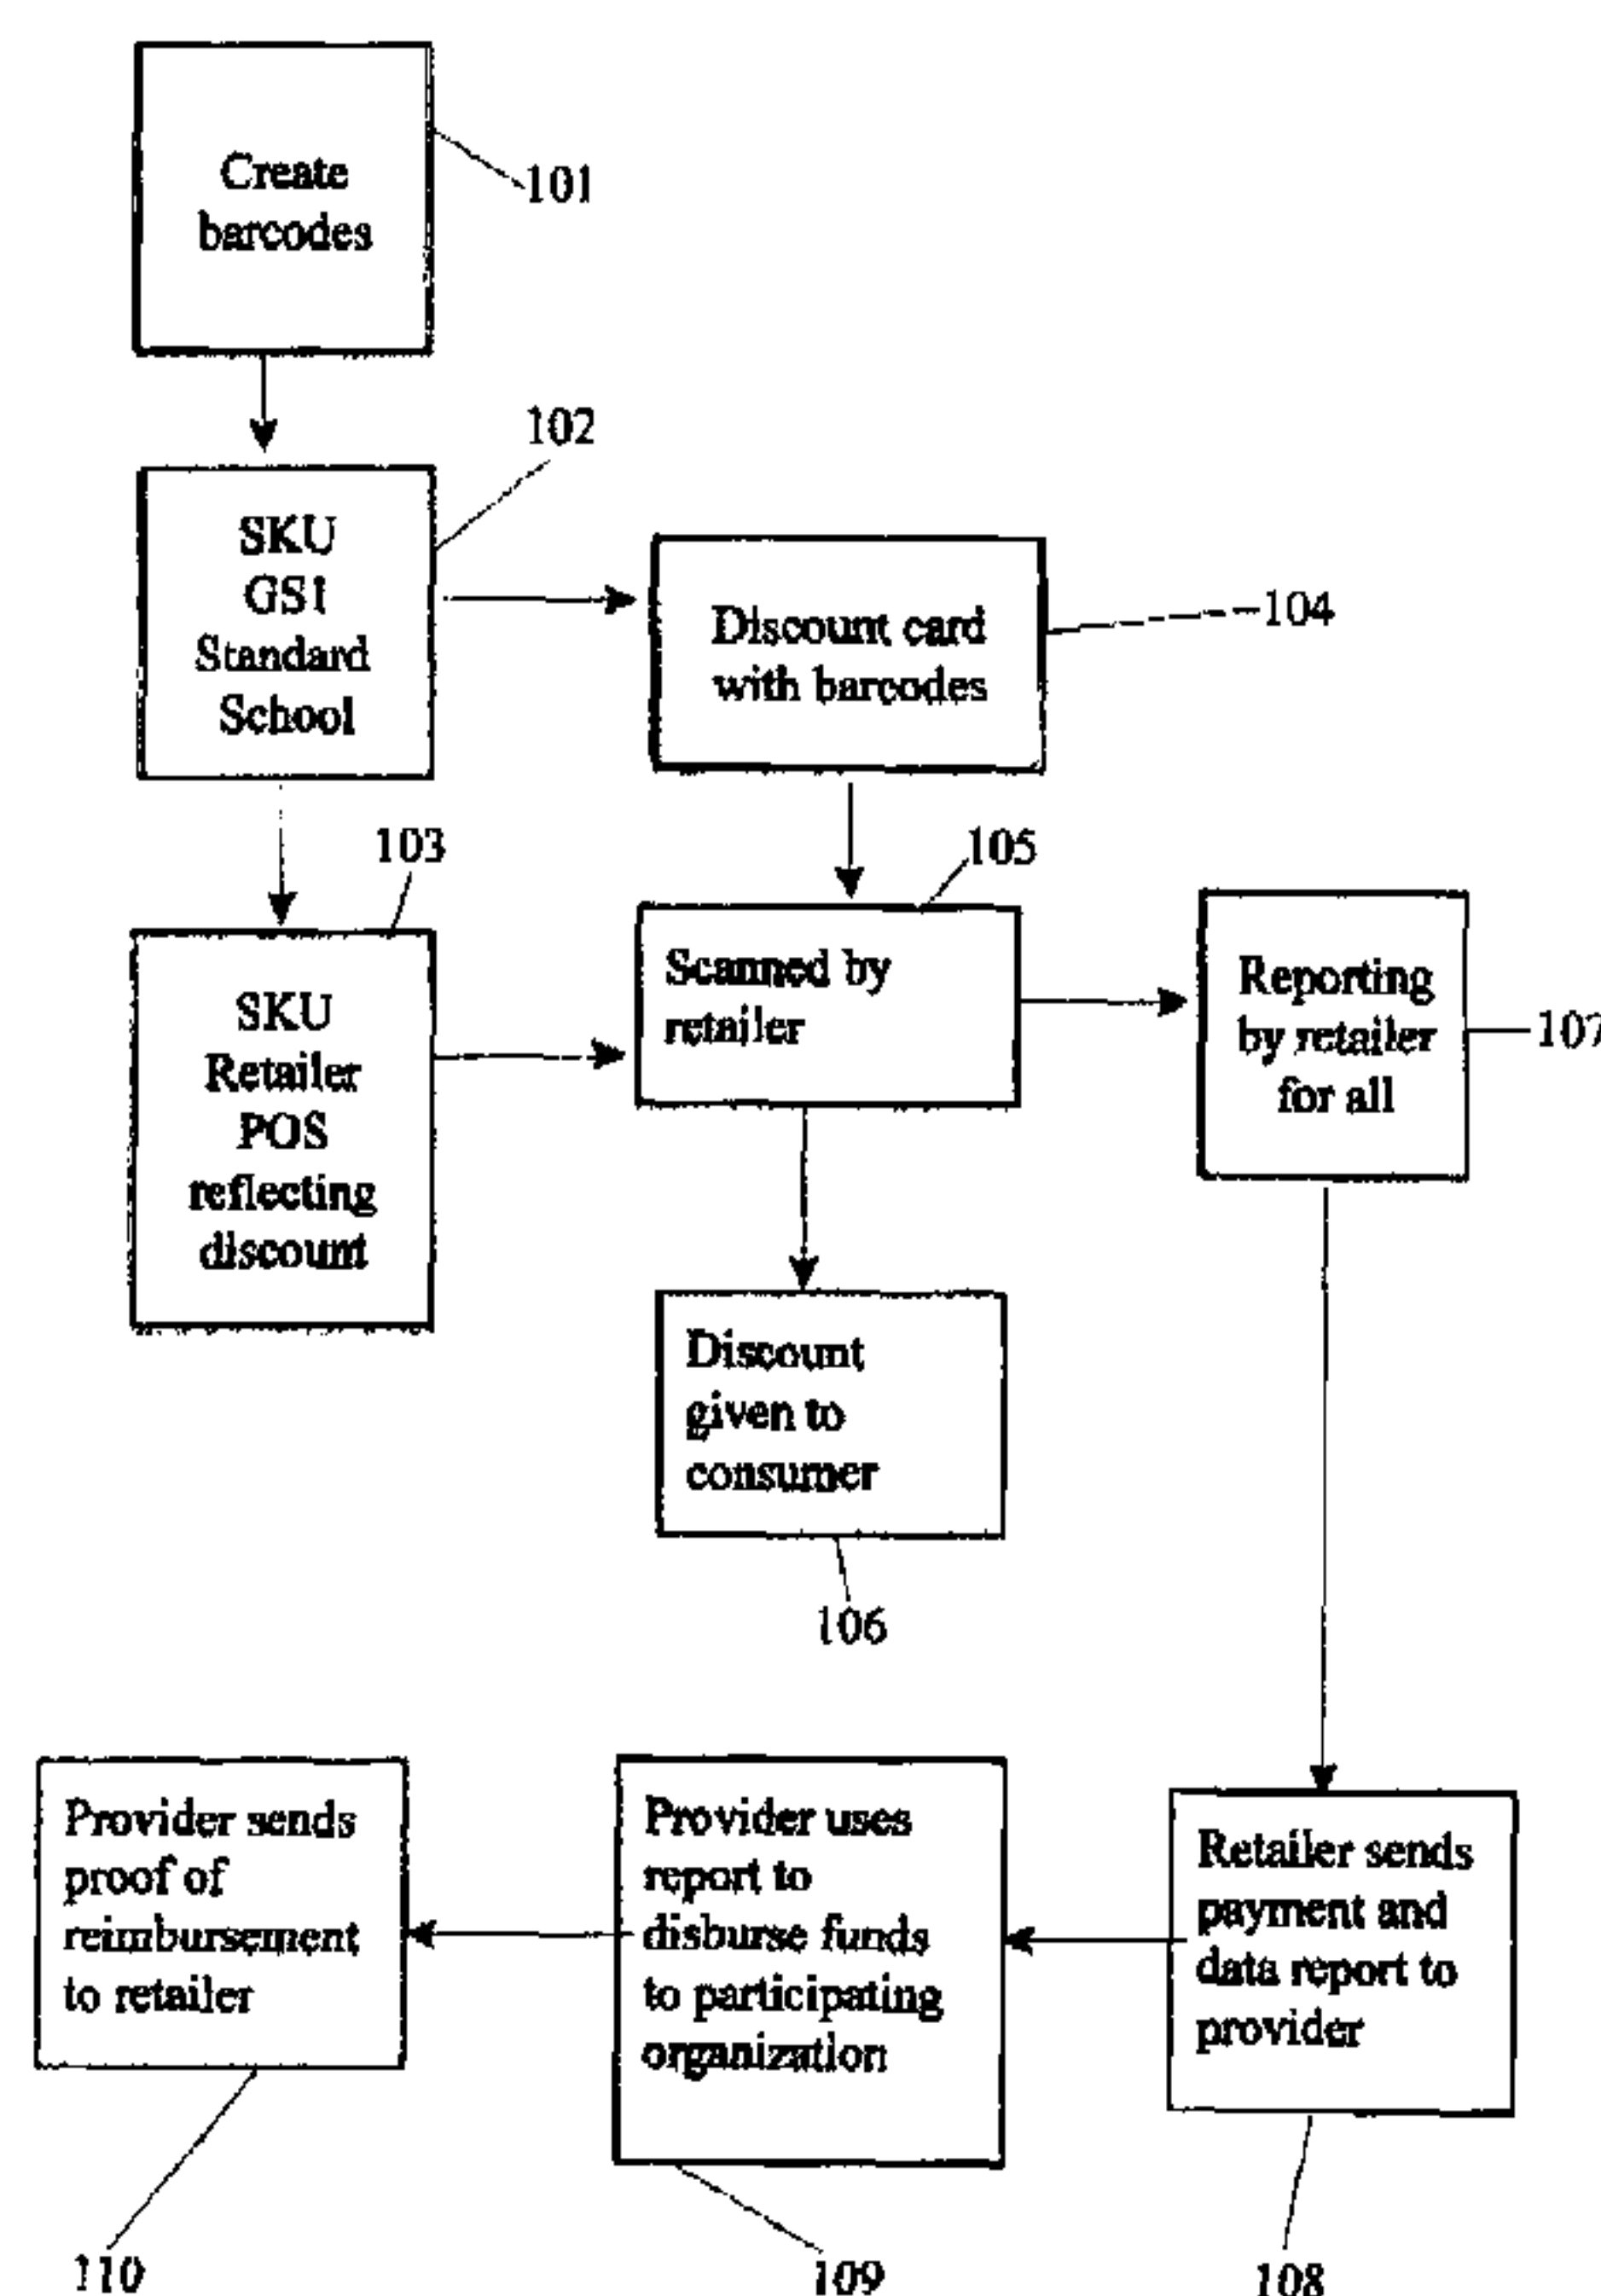 Create
barcodes
101
102
SKU
GS1
Standard
School
Discount card
with barcodes
104
103
105
SKU
Retailer
POS
reflecting
discount
Scanned by
retailer
Reporting
by retailer
for all
107
Discount
given to
consumer
106
Provider sends
proof of
reimbursement
to retailer
Provider uses
report to
disburse funds
to participating
organization
Retailer sends
payment and
data report to
provider
110
109
108